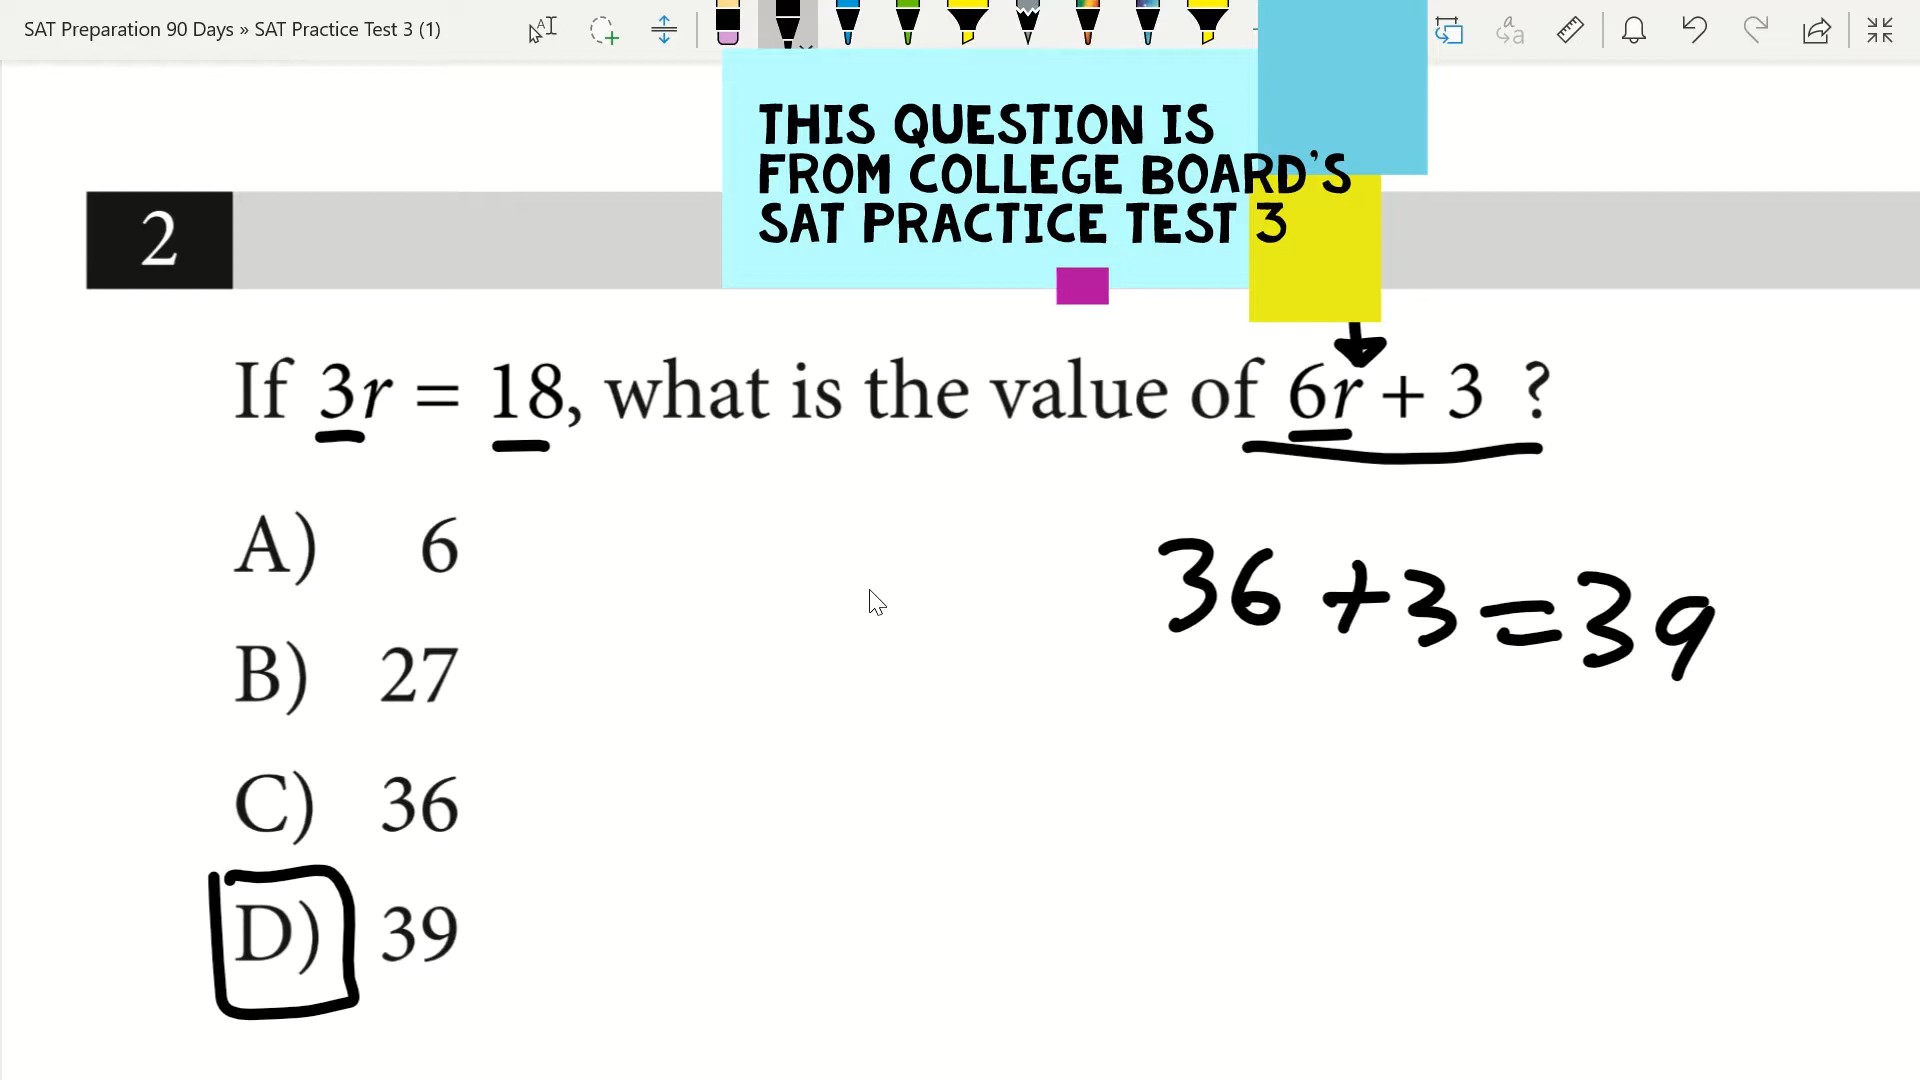 SAT Preparation 90 Days » SAT Practice Test 3 (1)
THIS QUESTION IS
FROM COLLEGE BOARD'S
SAT PRACTICE TEST 3
2
If 3r = 18, what is the value of 6r + 3 ?
A) 6
B) 27
C) 36
D) 39
36 + 3 = 39